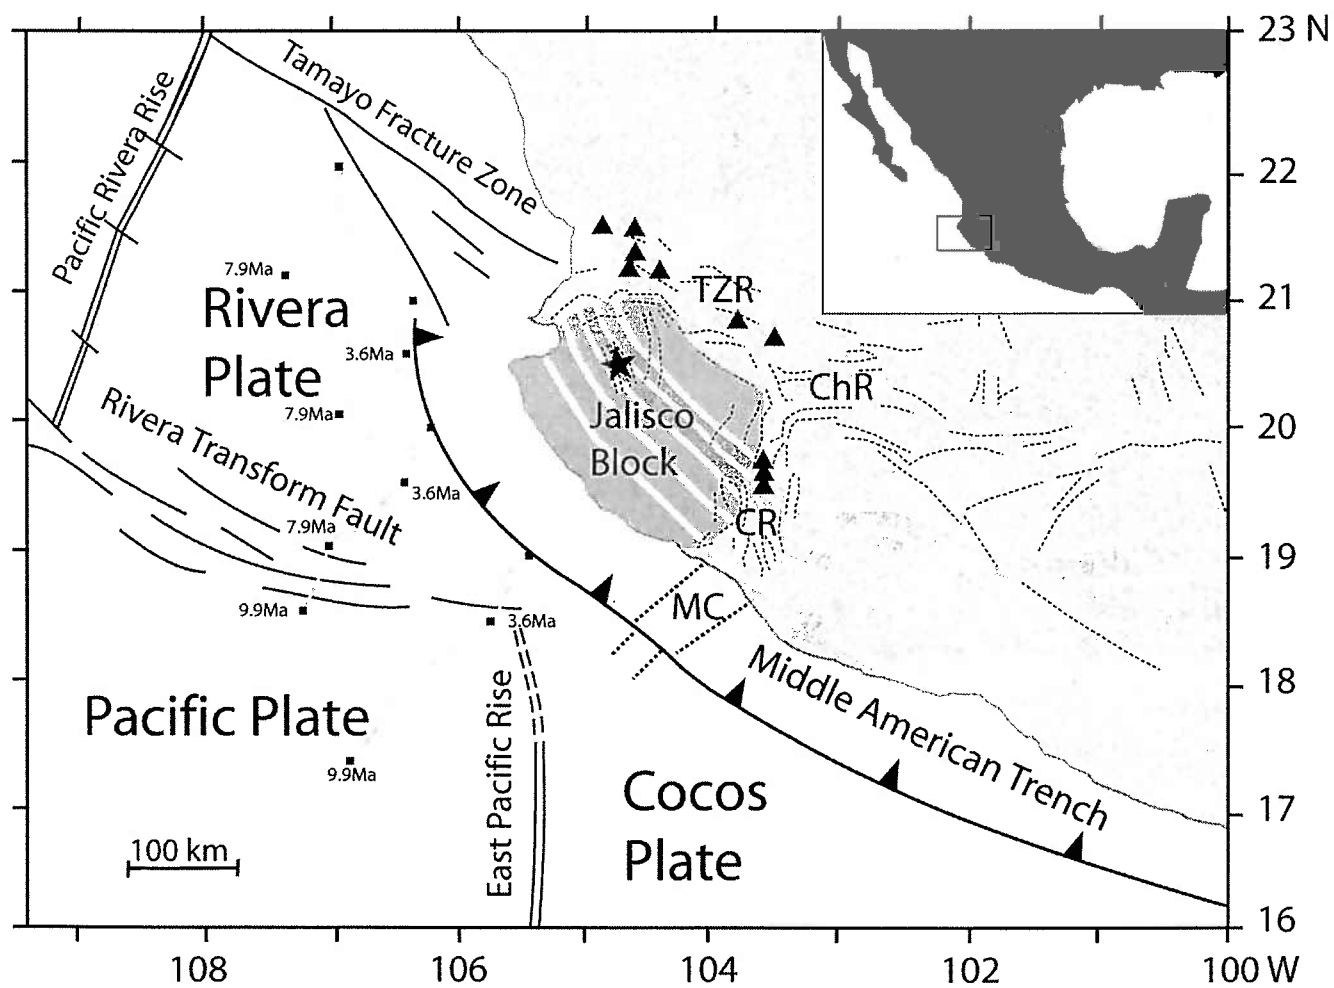 23 N
Tamayo Fracture Zone
Pacific Rivera Rise
22
7.9Ma
TZR
21
Rivera
Plate
3.6Ma
ChR
7.9Ma
Jalisco
Block
20
Rivera Transform Fault
3.6Ma
CR
7.9Ma
19
9.9Ma
3.6Ma
MC
18
Middle American Trench
Pacific Plate
East Pacific Rise
9.9Ma
Cocos
Plate
17
100 km
16
108
106
104
102
100 W